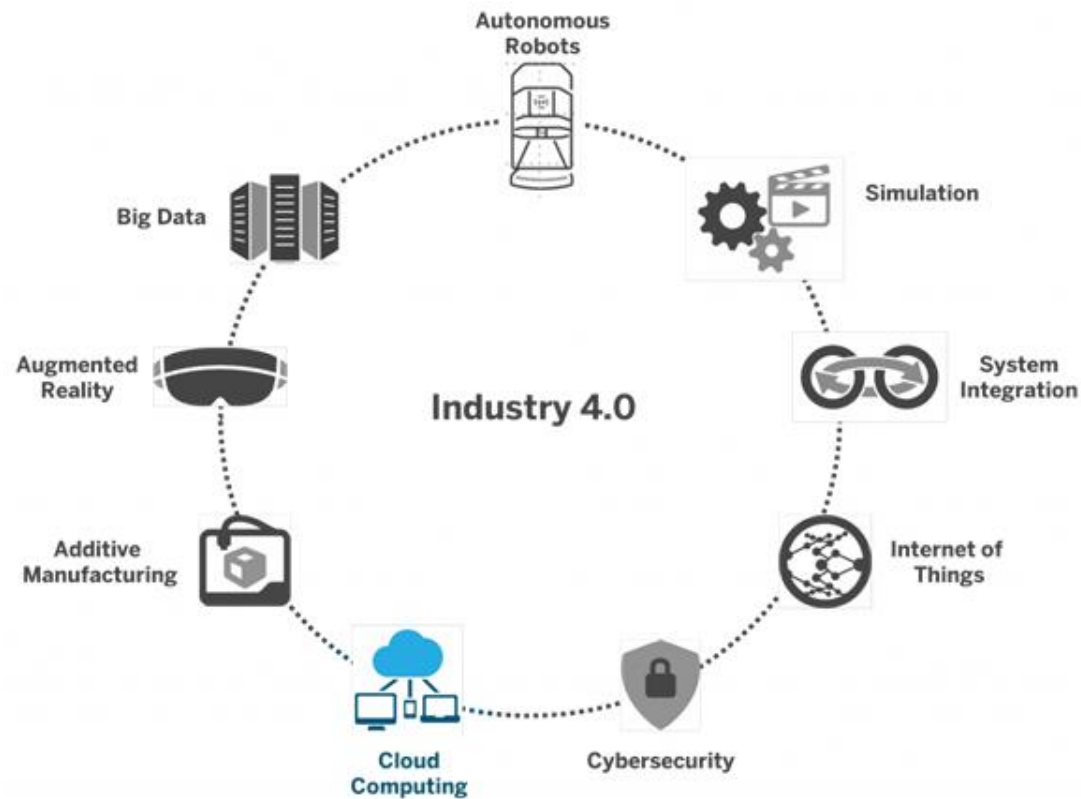 Autonomous
Robots
Simulation
Big Data
System
Integration
Augmented
Reality
Industry 4.0
Internet of
Things
Additive
Manufacturing
Cybersecurity
Cloud
Computing